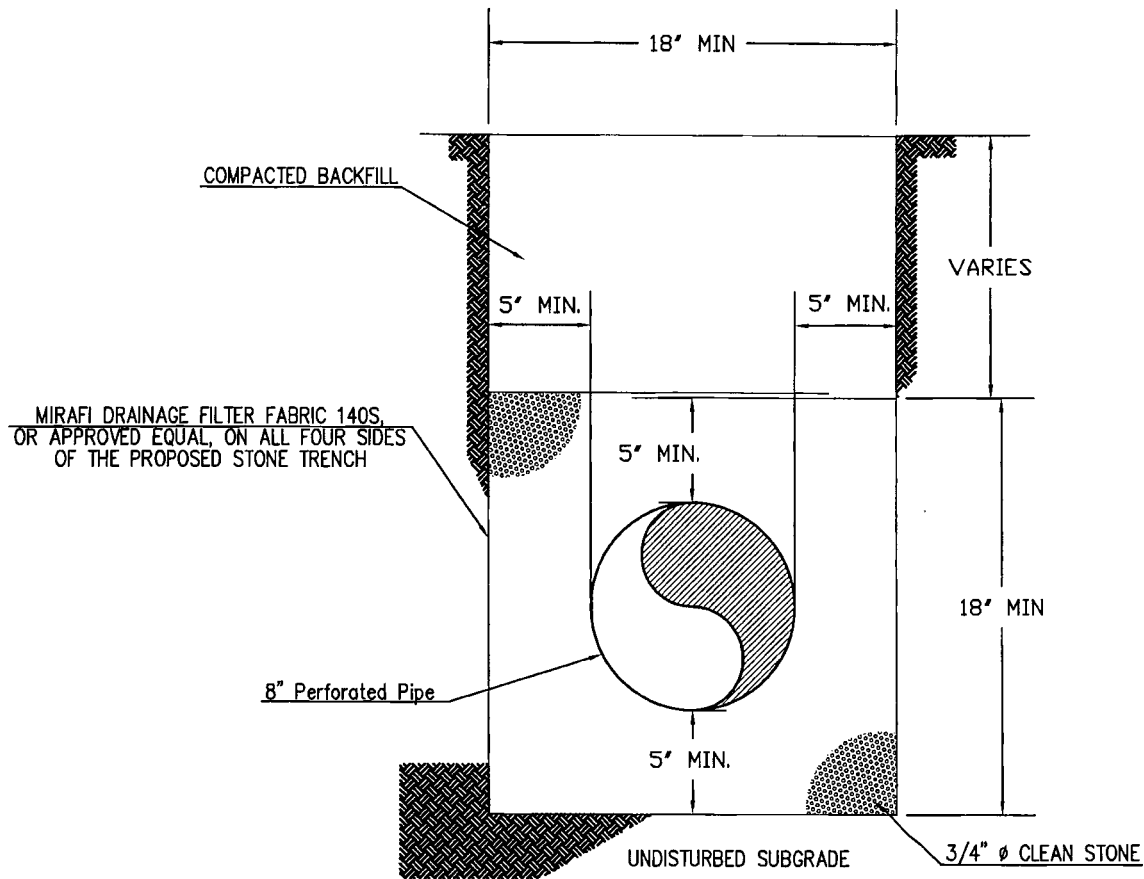 18" MIN
COMPACTED BACKFILL
VARIES
5" MIN.
5" MIN.
MIRAFI DRAINAGE FILTER FABRIC 140S,
OR APPROVED EQUAL, ON ALL FOUR SIDES
OF THE PROPOSED STONE TRENCH
5" MIN.
18" MIN
8" Perforated Pipe
5" MIN.
UNDISTURBED SUBGRADE
3/4" ø CLEAN STONE